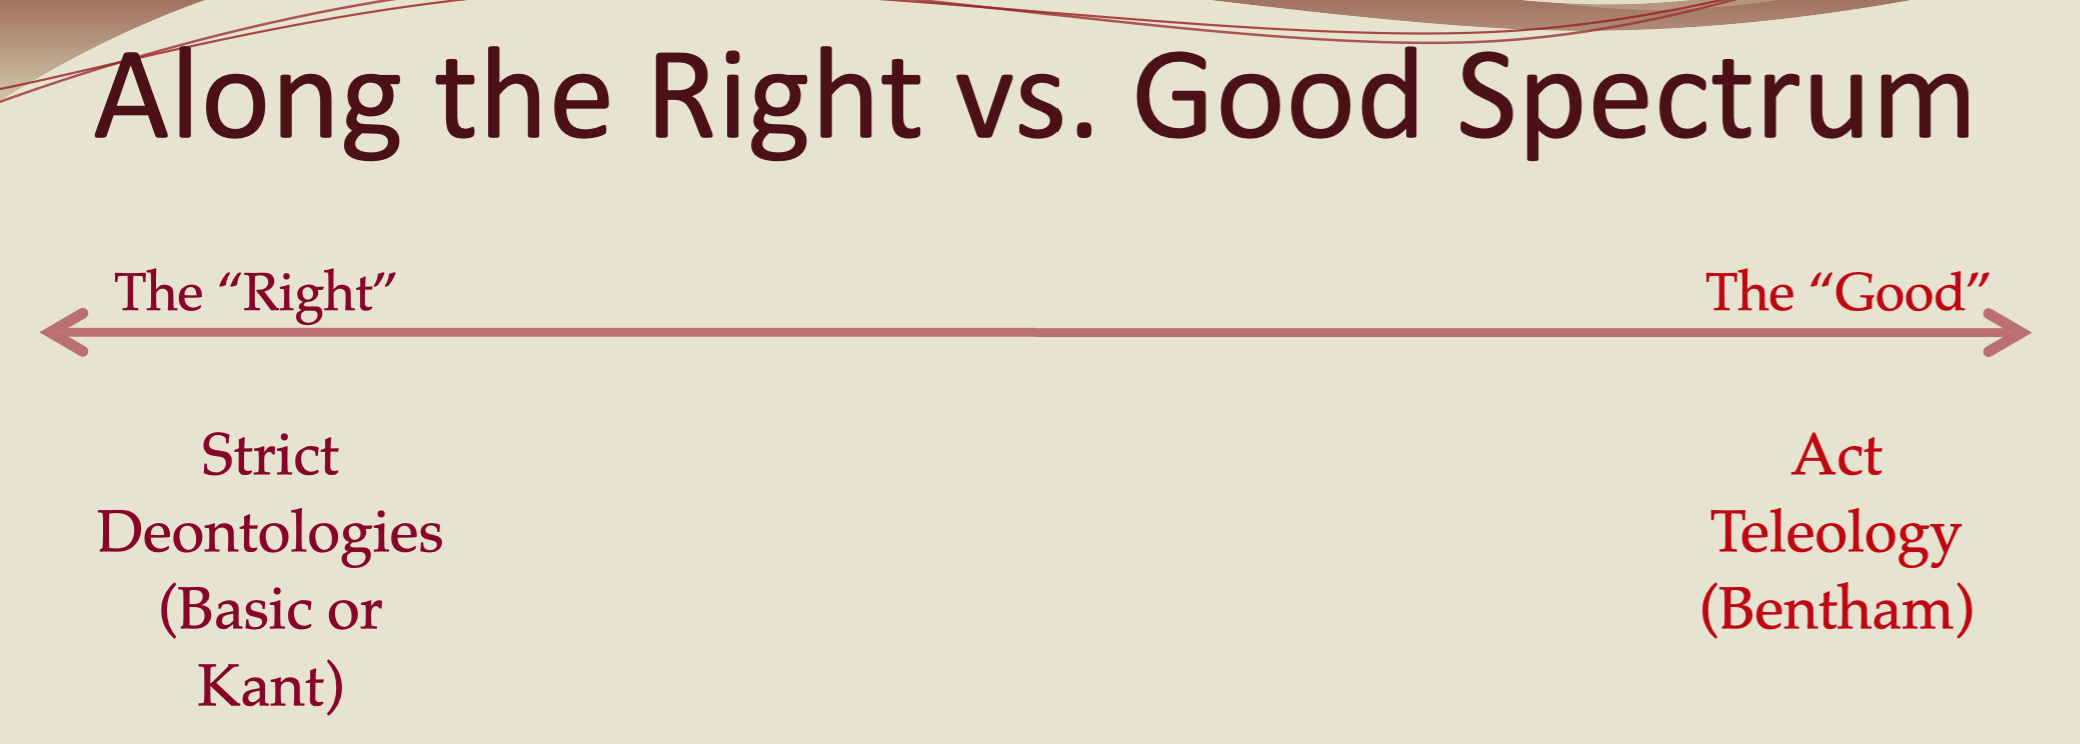 Along the Right vs. Good Spectrum
The “Right”
The “Good”
Strict
Deontologies
(Basic or
Kant)
Act
Teleology
(Bentham)